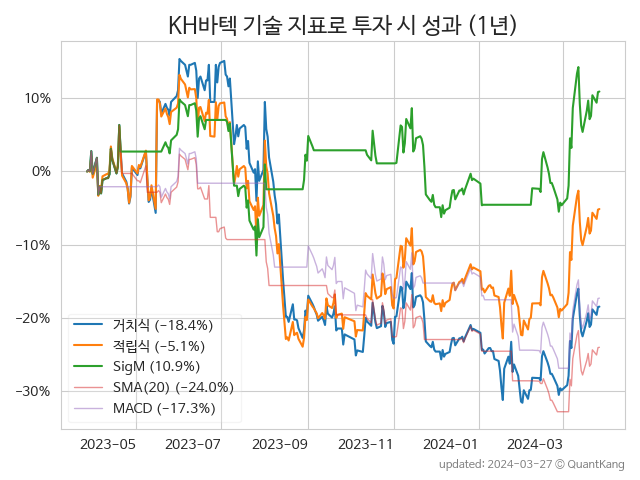 KH바텍 기술 지표로 투자 시 성과 (1년)
10%
0%
−10%
−20%
−30%
거치식 (−18.4%)
적립식 (−5.1%)
SigM (10.9%)
SMA(20) (−24.0%)
MACD (−17.3%)
2023-05 2023-07 2023-09 2023-11 2024-01 2024-03
updated: 2024-03-27 © QuantKang